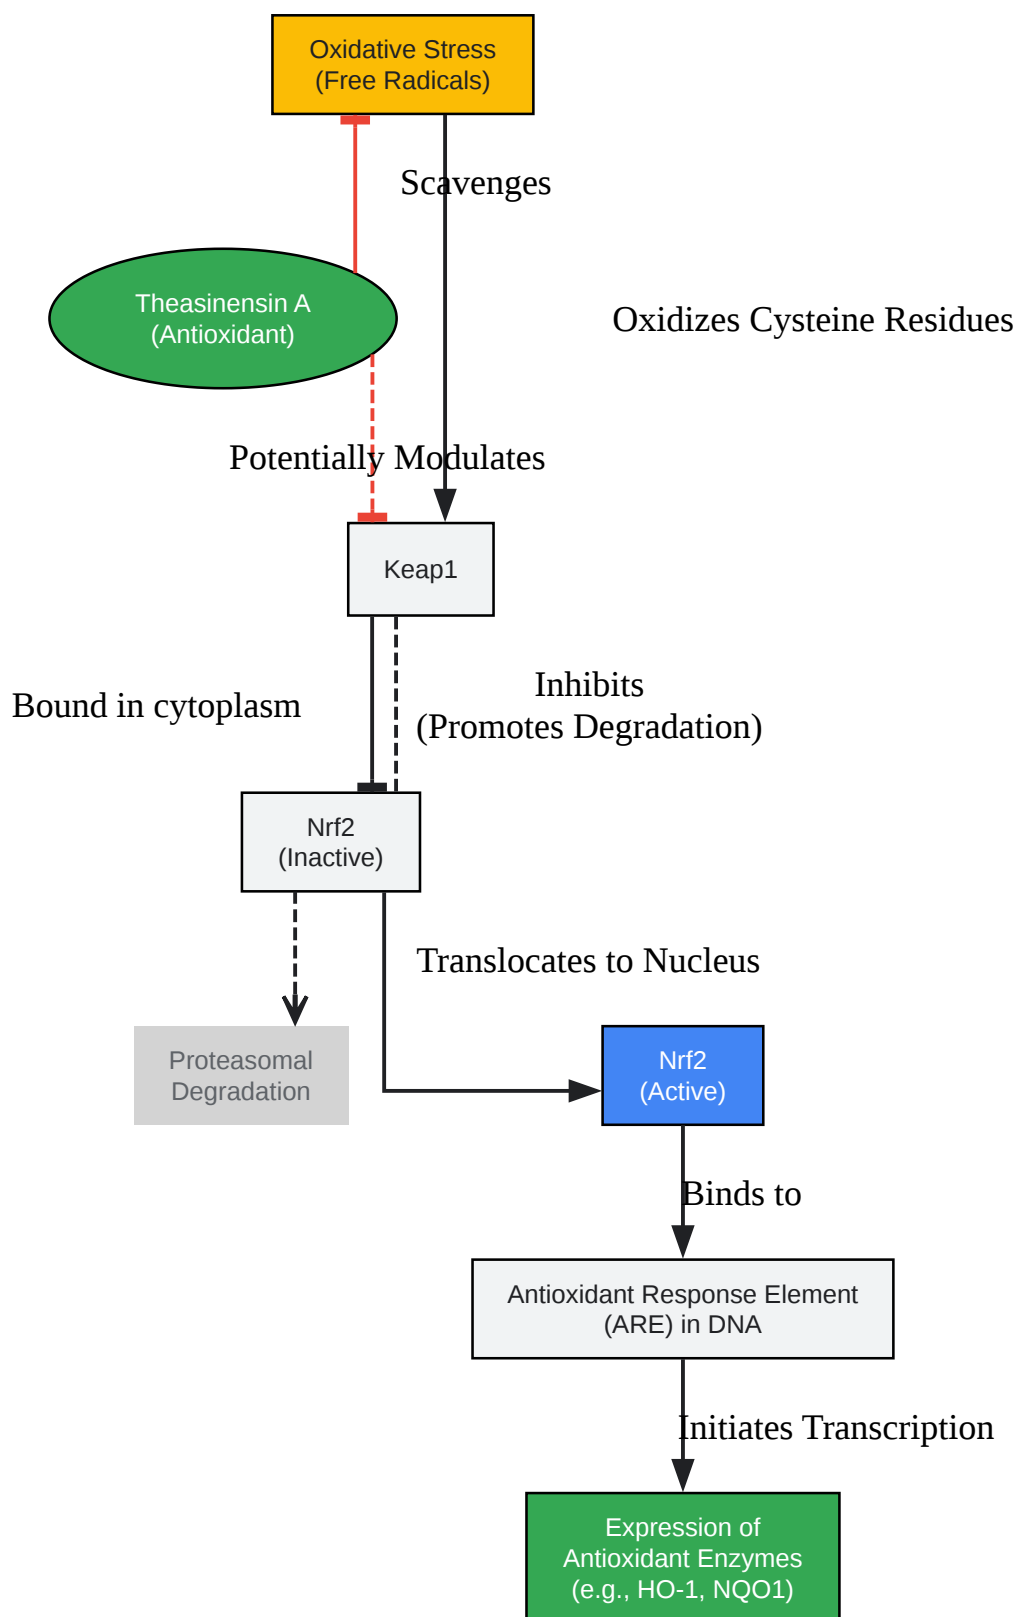 Oxidative Stress
(Free Radicals)
Scavenges
Theasinensin A
(Antioxidant)
Oxidizes Cysteine Residues
Potentially Modulates
Keap1
Bound in cytoplasm
Inhibits
(Promotes Degradation)
Nrf2
(Inactive)
Translocates to Nucleus
Proteasomal
Degradation
Nrf2
(Active)
Binds to
Antioxidant Response Element
(ARE) in DNA
Initiates Transcription
Expression of
Antioxidant Enzymes
(e.g., HO-1, NQO1)